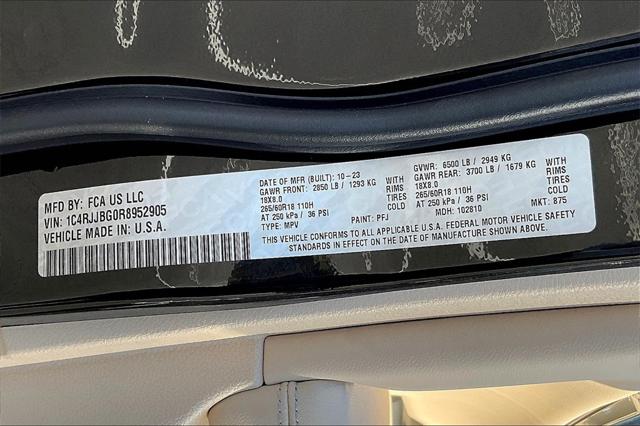 MFD BY: FCA US LLC
VIN: 1C4RJJBG0R8952905
VEHICLE MADE IN U.S.A.
DATE OF MFR (BUILT): 10-23
GAWR FRONT: 2850 LB / 1293 KG WITH
18X8.0 RIMS
265/60R18 110H TIRES
AT 250 kPa / 36 PSI COLD
TYPE: MPV
PAINT: PFJ
GVWR: 6500 LB / 2949 KG
GAWR REAR: 3700 LB / 1679 KG WITH
18X8.0 RIMS
265/60R18 110H TIRES
AT 250 kPa / 36 PSI COLD
MDH: 102810
MKT: 875
THIS VEHICLE CONFORMS TO ALL APPLICABLE U.S.A. FEDERAL MOTOR VEHICLE SAFETY
STANDARDS IN EFFECT ON THE DATE OF MANUFACTURE SHOWN ABOVE.